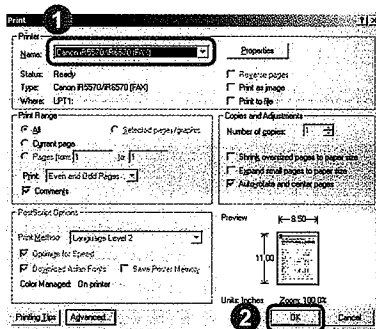 Print
1
Printer
Name: Canon iR5570/iR6570 (FAX)
Properties
Status: Ready
Type: Canon iR5570/iR6570 (FAX)
Where: LPT1:
Reverse pages
Print as image
Print to file
Print Range
All
Selected pages/graphics
Current page
Pages from: 1 to: 1
Print: Even and Odd Pages
Comments
Copies and Adjustments
Number of copies: 1
Shrink oversized pages to paper size
Expand small pages to paper size
Auto-rotate and center pages
PostScript Options
Print Method: Language Level 2
Optimize for Speed
Download Asian Fonts
Save Printer Memory
Color Managed: On printer
Preview
8.50
11.00
Units: Inches Zoom: 100.0%
Printing Tips
Advanced...
2
OK
Cancel